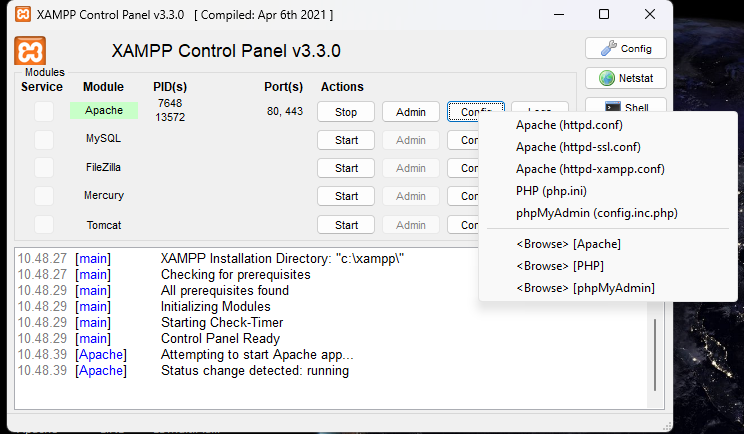 XAMPP Control Panel v3.3.0 [ Compiled: Apr 6th 2021 ]
XAMPP Control Panel v3.3.0
Config
Netstat
Shell
Modules
Service Module PID(s) Port(s) Actions
Apache 7648 13572 80, 443 Stop Admin Config Logs
MySQL Start Admin
FileZilla Start Admin
Mercury Start Admin
Tomcat Start Admin
Apache (httpd.conf)
Apache (httpd-ssl.conf)
Apache (httpd-xampp.conf)
PHP (php.ini)
phpMyAdmin (config.inc.php)
<Browse> [Apache]
<Browse> [PHP]
<Browse> [phpMyAdmin]
10.48.27 [main] XAMPP Installation Directory: "c:\xampp\"
10.48.27 [main] Checking for prerequisites
10.48.29 [main] All prerequisites found
10.48.29 [main] Initializing Modules
10.48.29 [main] Starting Check-Timer
10.48.29 [main] Control Panel Ready
10.48.39 [Apache] Attempting to start Apache app...
10.48.39 [Apache] Status change detected: running